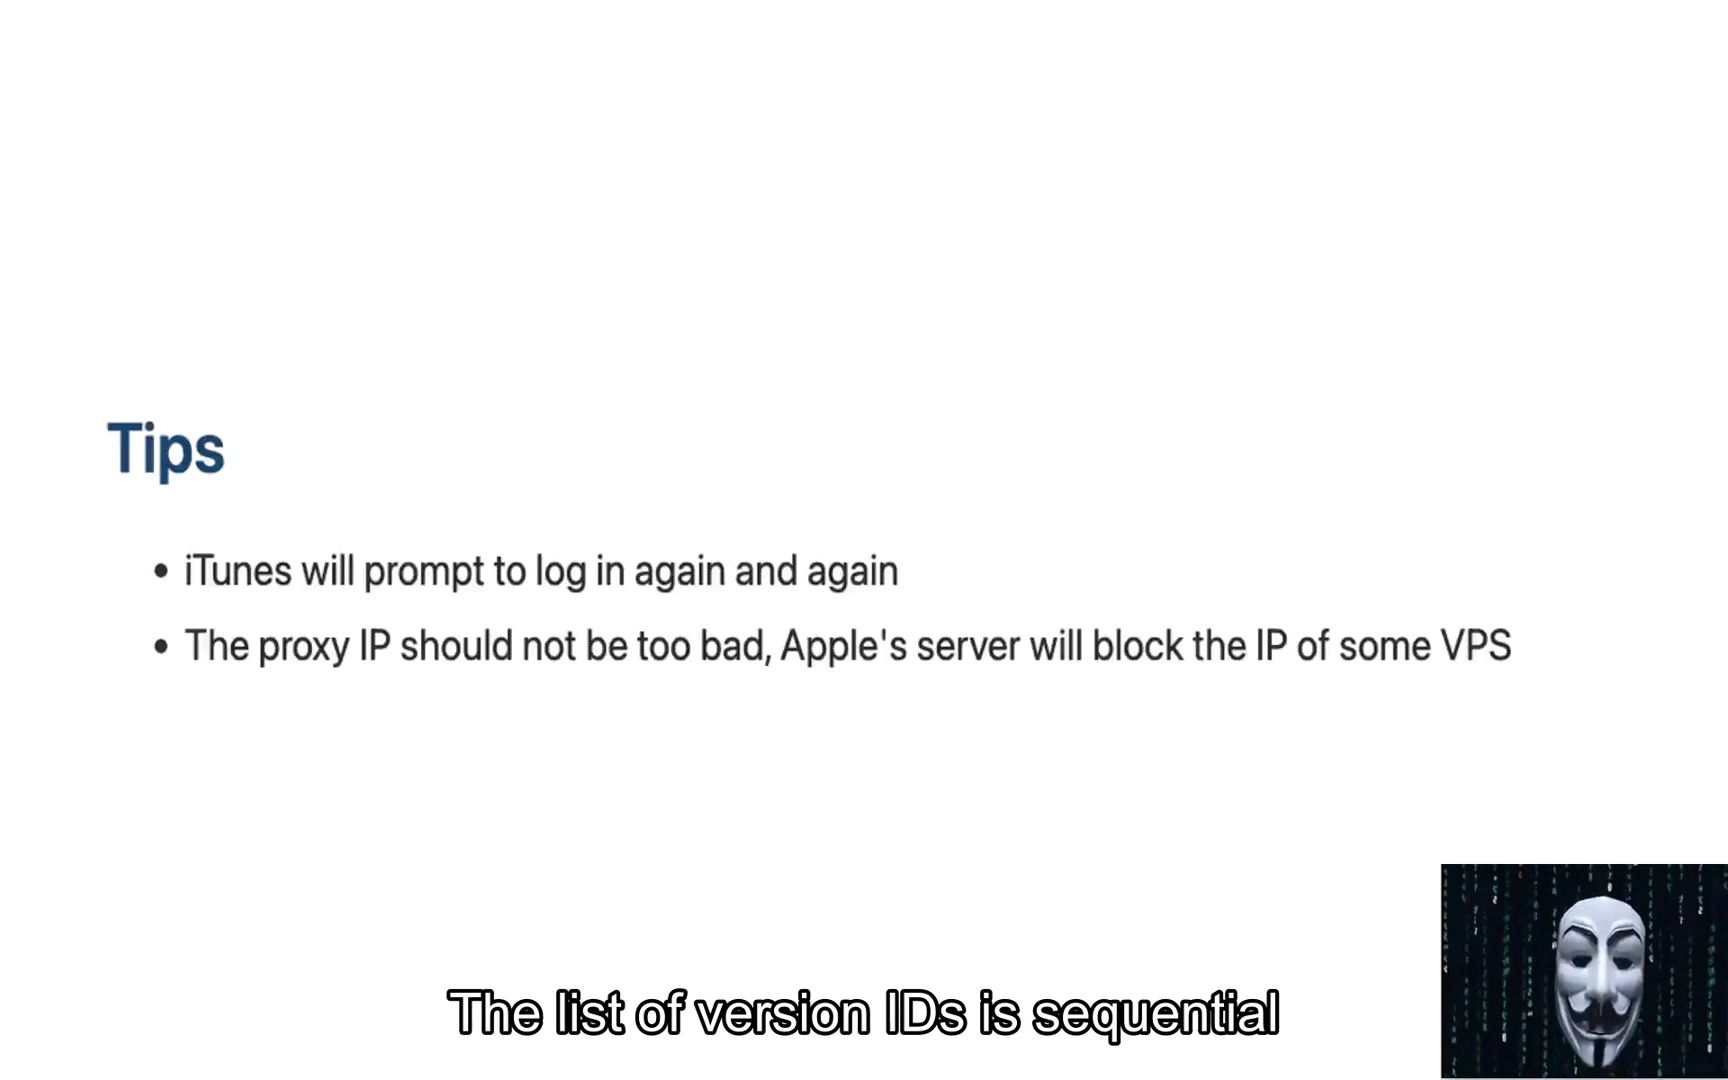 Tips
• iTunes will prompt to log in again and again
• The proxy IP should not be too bad, Apple's server will block the IP of some VPS
The list of version IDs is sequential